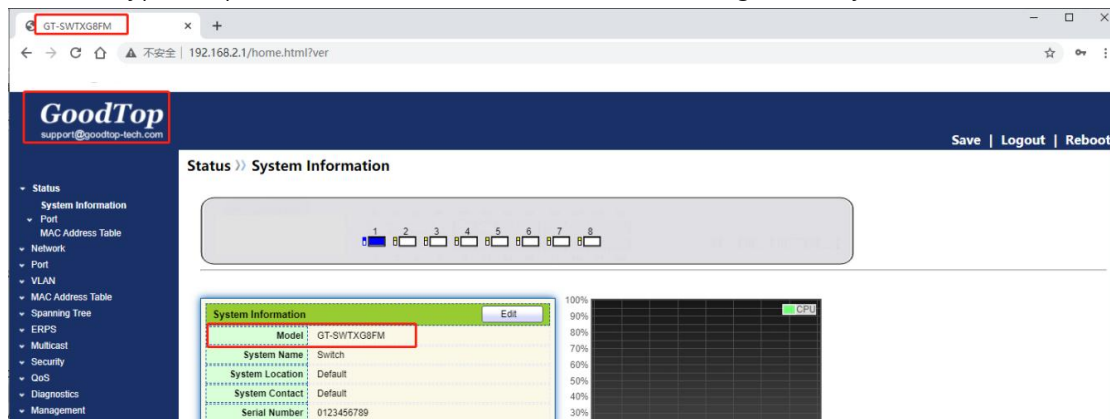 GT-SWTXG8FM
不安全 | 192.168.2.1/home.html?ver
GoodTop
support@goodtop-tech.com
Save | Logout | Reboot
Status 》 System Information
Status
System Information
Port
MAC Address Table
Network
Port
VLAN
MAC Address Table
Spanning Tree
ERPS
Multicast
Security
QoS
Diagnostics
Management
1 2 3 4 5 6 7 8
System Information Edit
Model GT-SWTXG8FM
System Name Switch
System Location Default
System Contact Default
Serial Number 0123456789
100%
90%
80%
70%
60%
50%
40%
30%
CPU